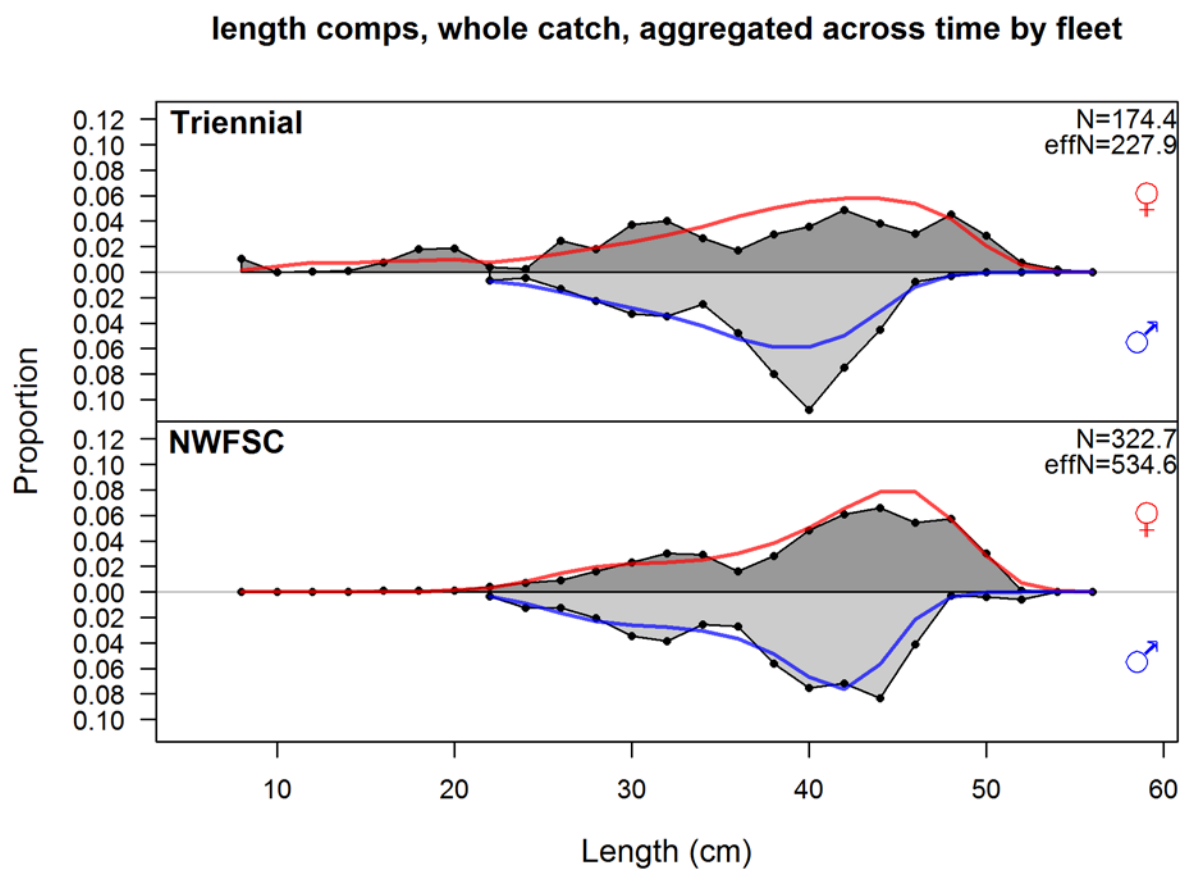 length comps, whole catch, aggregated across time by fleet
Triennial
N=174.4
effN=227.9
0.12
0.10
0.08
0.06
0.04
0.02
0.00
0.02
0.04
0.06
0.08
0.10
♀
♂
NWFSC
N=322.7
effN=534.6
0.12
0.10
0.08
0.06
0.04
0.02
0.00
0.02
0.04
0.06
0.08
0.10
♀
♂
Proportion
10 20 30 40 50 60
Length (cm)